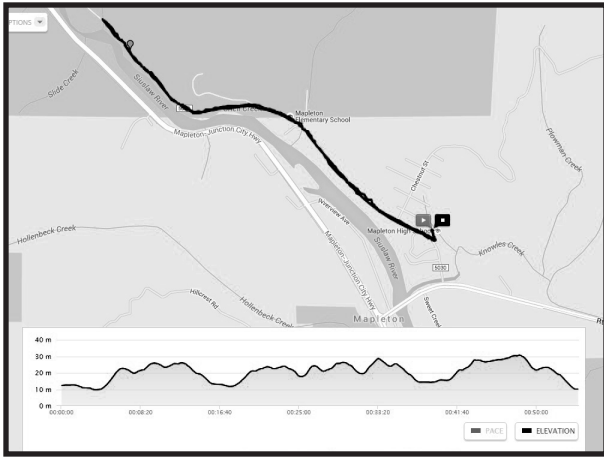 PTIONS
Slide Creek
Siuslaw River
Mapleton
Elementary School
Mapleton-Junction City Hwy
Plowman Creek
Chestnut St
Riverview Ave
Mapleton High School
Hollenbeck Creek
Siuslaw River
Knowles Creek
5080
Mapleton-Junction City Hwy
Hillcrest Rd
Hollenbeck Creek
Sweet Creek
Mapleton
R
40 m
30 m
20 m
10 m
0 m
00:00:00
00:08:20
00:16:40
00:25:00
00:33:20
00:41:40
00:50:00
PACE
ELEVATION